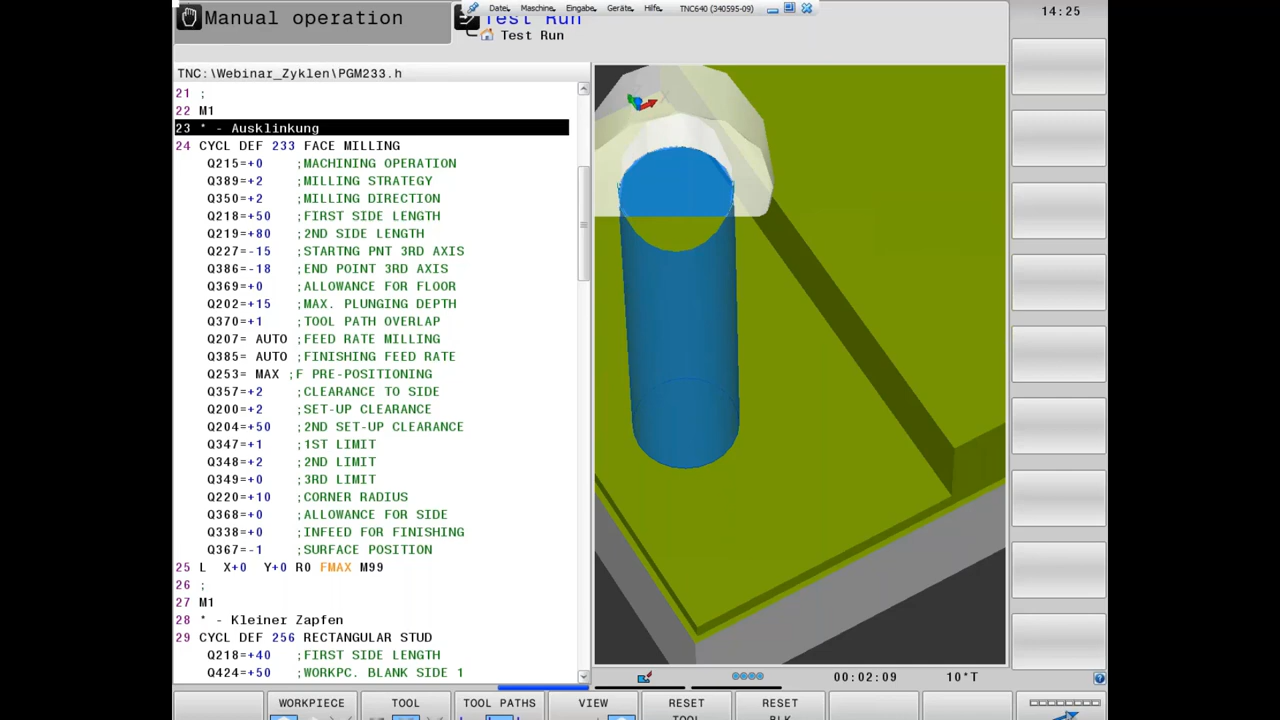 Manual operation
Datei Maschine Eingabe Geräte Hilfe TNC640 (340595-09)
Test Run
Test Run
14:25
TNC:\Webinar_Zyklen\PGM233.h
21 ;
22 M1
23 * - Ausklinkung
24 CYCL DEF 233 FACE MILLING
Q215=+0 ;MACHINING OPERATION
Q389=+2 ;MILLING STRATEGY
Q350=+2 ;MILLING DIRECTION
Q218=+50 ;FIRST SIDE LENGTH
Q219=+80 ;2ND SIDE LENGTH
Q227=-15 ;STARTNG PNT 3RD AXIS
Q386=-18 ;END POINT 3RD AXIS
Q369=+0 ;ALLOWANCE FOR FLOOR
Q202=+15 ;MAX. PLUNGING DEPTH
Q370=+1 ;TOOL PATH OVERLAP
Q207= AUTO ;FEED RATE MILLING
Q385= AUTO ;FINISHING FEED RATE
Q253= MAX ;F PRE-POSITIONING
Q357=+2 ;CLEARANCE TO SIDE
Q200=+2 ;SET-UP CLEARANCE
Q204=+50 ;2ND SET-UP CLEARANCE
Q347=+1 ;1ST LIMIT
Q348=+2 ;2ND LIMIT
Q349=+0 ;3RD LIMIT
Q220=+10 ;CORNER RADIUS
Q368=+0 ;ALLOWANCE FOR SIDE
Q338=+0 ;INFEED FOR FINISHING
Q367=-1 ;SURFACE POSITION
25 L X+0 Y+0 R0 FMAX M99
26 ;
27 M1
28 * - Kleiner Zapfen
29 CYCL DEF 256 RECTANGULAR STUD
Q218=+40 ;FIRST SIDE LENGTH
Q424=+50 ;WORKPC. BLANK SIDE 1
00:02:09 10*T
WORKPIECE TOOL TOOL PATHS VIEW RESET RESET
TOOL BLK